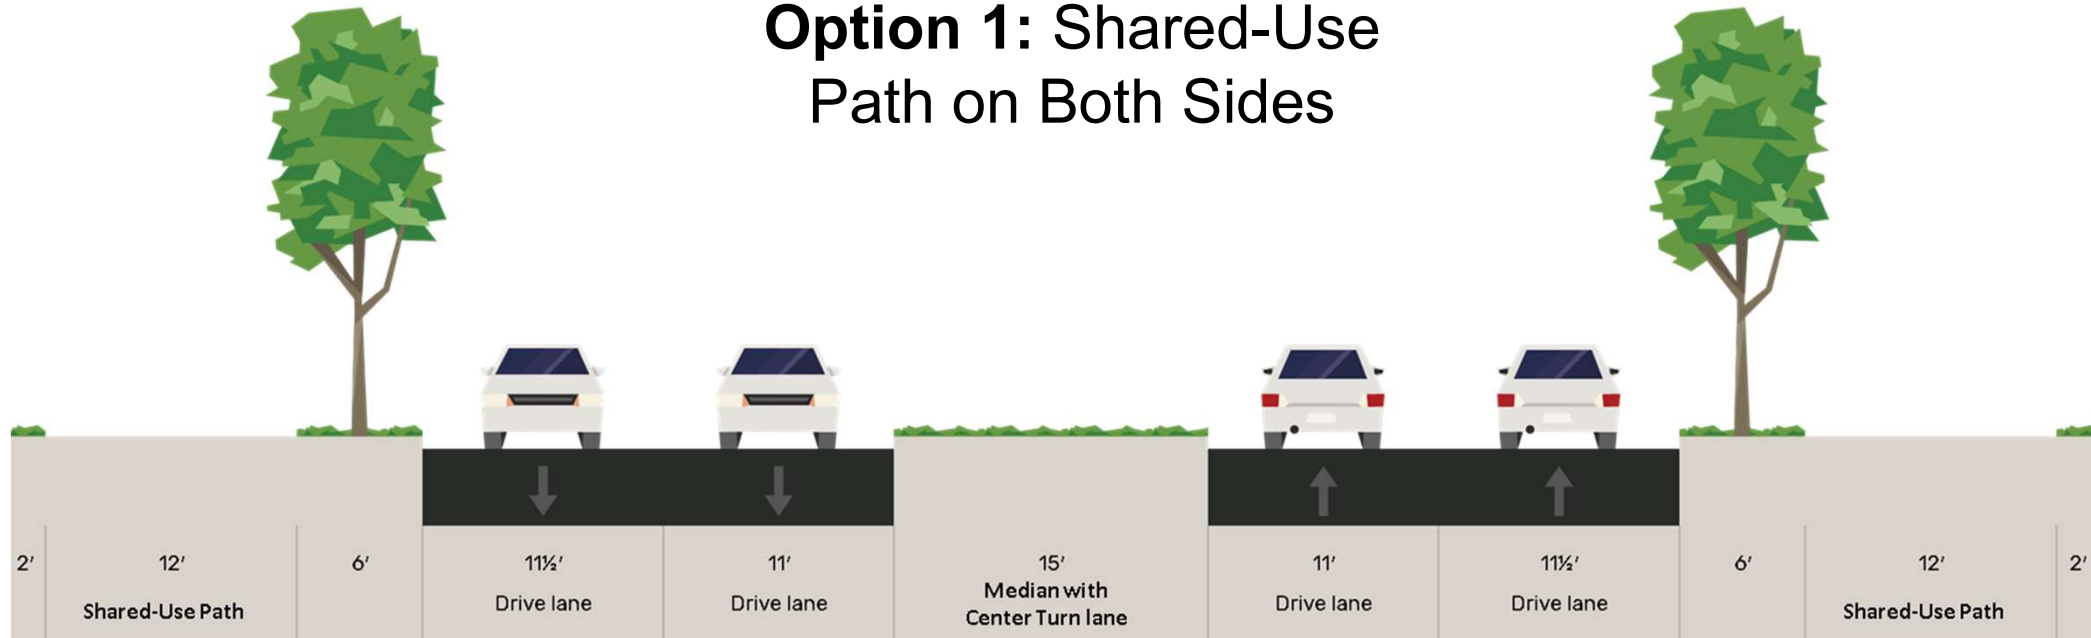 Option 1: Shared-Use
Path on Both Sides
2' 12' 6' 11½' 11' 15' 11' 11½' 6' 12' 2'
Shared-Use Path Drive lane Drive lane Median with Center Turn lane Drive lane Drive lane Shared-Use Path